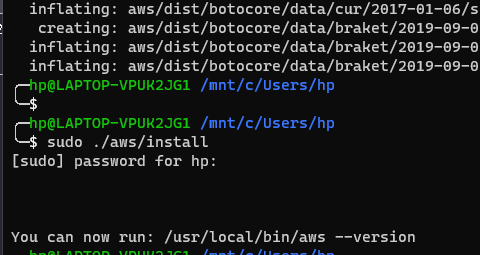 inflating: aws/dist/botocore/data/cur/2017-01-06/s
creating: aws/dist/botocore/data/braket/2019-09-0
inflating: aws/dist/botocore/data/braket/2019-09-0
inflating: aws/dist/botocore/data/braket/2019-09-0
hp@LAPTOP-VPUK2JG1 /mnt/c/Users/hp
$
hp@LAPTOP-VPUK2JG1 /mnt/c/Users/hp
$ sudo ./aws/install
[sudo] password for hp:
You can now run: /usr/local/bin/aws --version
hp@LAPTOP-VPUK2JG1 /mnt/c/Users/hp